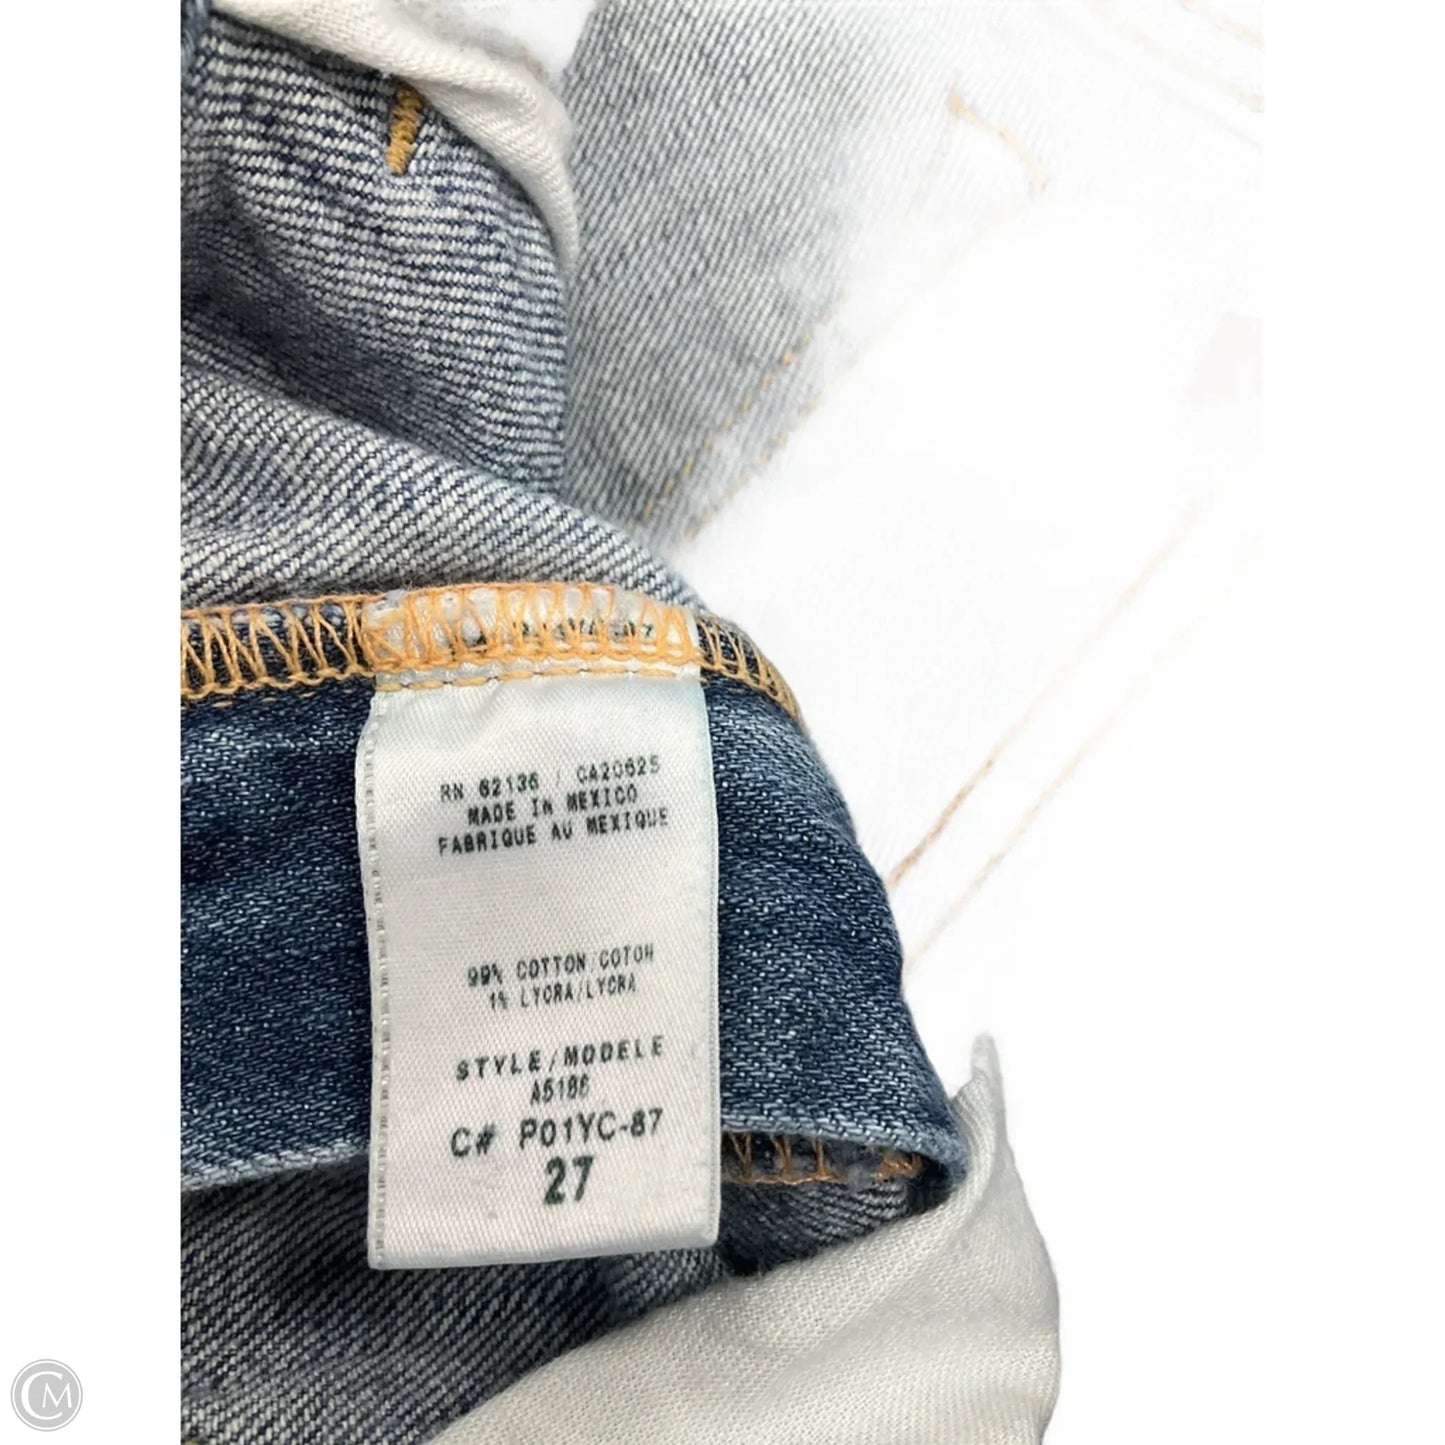 RN 62136 / CA20625
MADE IN MEXICO
FABRIQUE AU MEXIQUE
99% COTTON/COTON
1% LYCRA/LYCRA
STYLE/MODELE
A5186
C# P01YC-87
27
CM